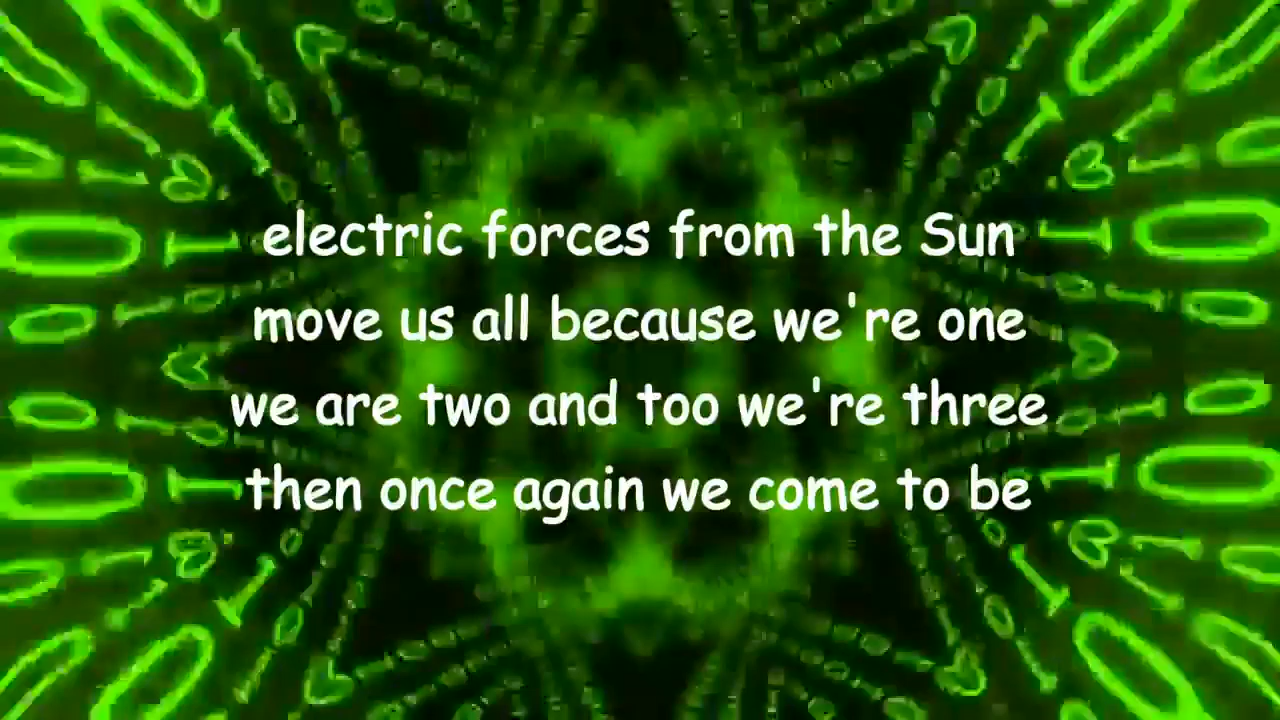 electric forces from the Sun
move us all because we're one
we are two and too we're three
then once again we come to be